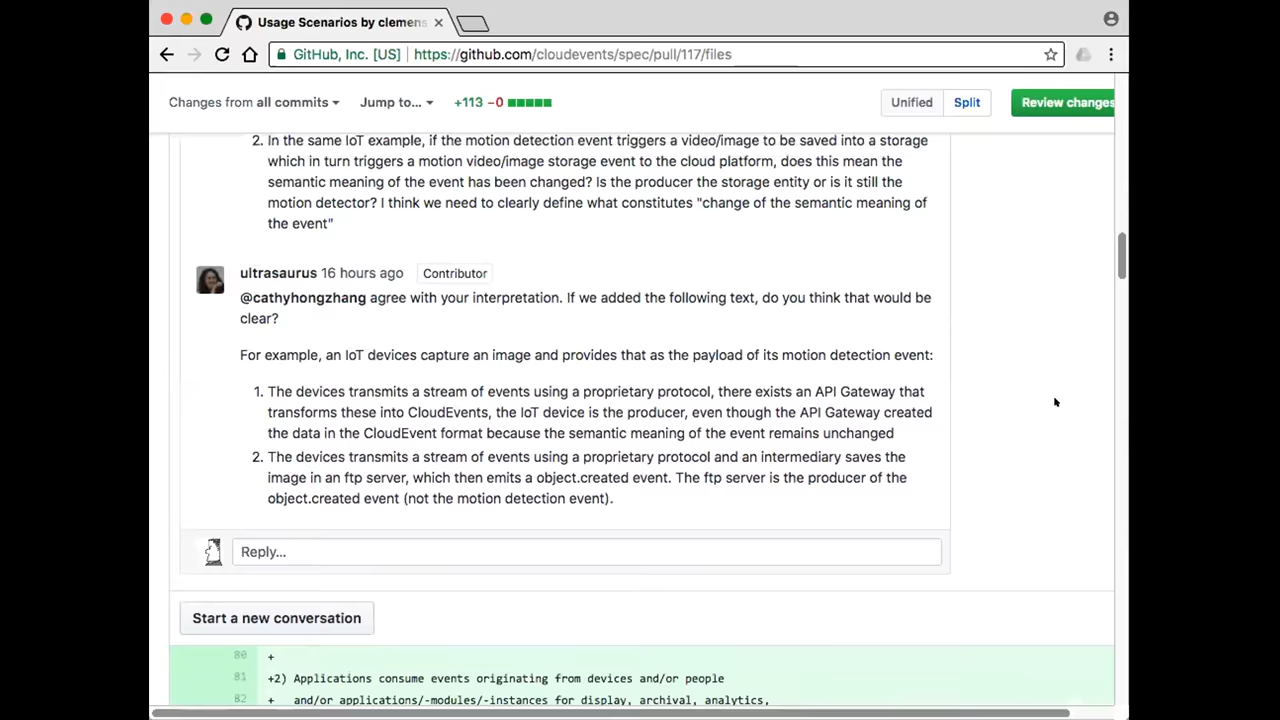 Usage Scenarios by clemens
GitHub, Inc. [US] | https://github.com/cloudevents/spec/pull/117/files
Changes from all commits Jump to... +113 −0 Unified Split Review changes
2. In the same IoT example, if the motion detection event triggers a video/image to be saved into a storage
which in turn triggers a motion video/image storage event to the cloud platform, does this mean the
semantic meaning of the event has been changed? Is the producer the storage entity or is it still the
motion detector? I think we need to clearly define what constitutes "change of the semantic meaning of
the event"
ultrasaurus 16 hours ago Contributor
@cathyhongzhang agree with your interpretation. If we added the following text, do you think that would be
clear?
For example, an IoT devices capture an image and provides that as the payload of its motion detection event:
1. The devices transmits a stream of events using a proprietary protocol, there exists an API Gateway that
transforms these into CloudEvents, the IoT device is the producer, even though the API Gateway created
the data in the CloudEvent format because the semantic meaning of the event remains unchanged
2. The devices transmits a stream of events using a proprietary protocol and an intermediary saves the
image in an ftp server, which then emits a object.created event. The ftp server is the producer of the
object.created event (not the motion detection event).
Reply...
Start a new conversation
80 +
81 +2) Applications consume events originating from devices and/or people
82 + and/or applications/-modules/-instances for display, archival, analytics,